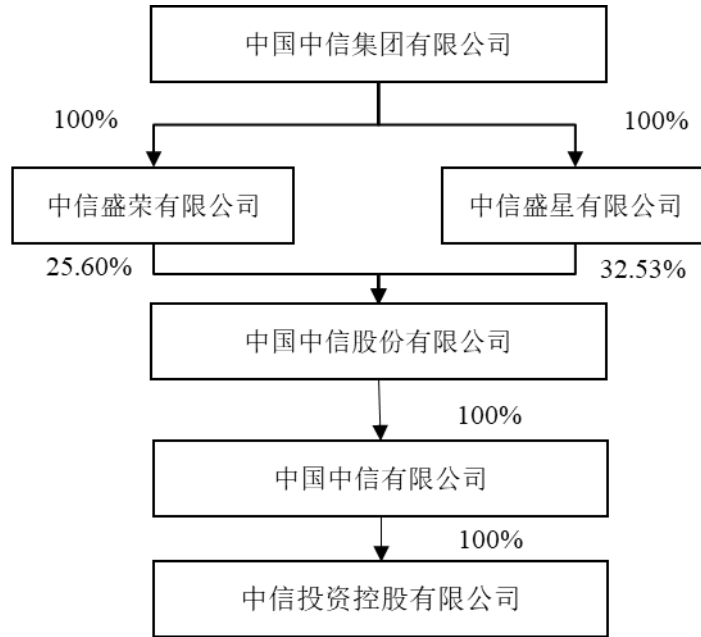 中国中信集团有限公司
100%
100%
中信盛荣有限公司
中信盛星有限公司
25.60%
32.53%
中国中信股份有限公司
100%
中国中信有限公司
100%
中信投资控股有限公司